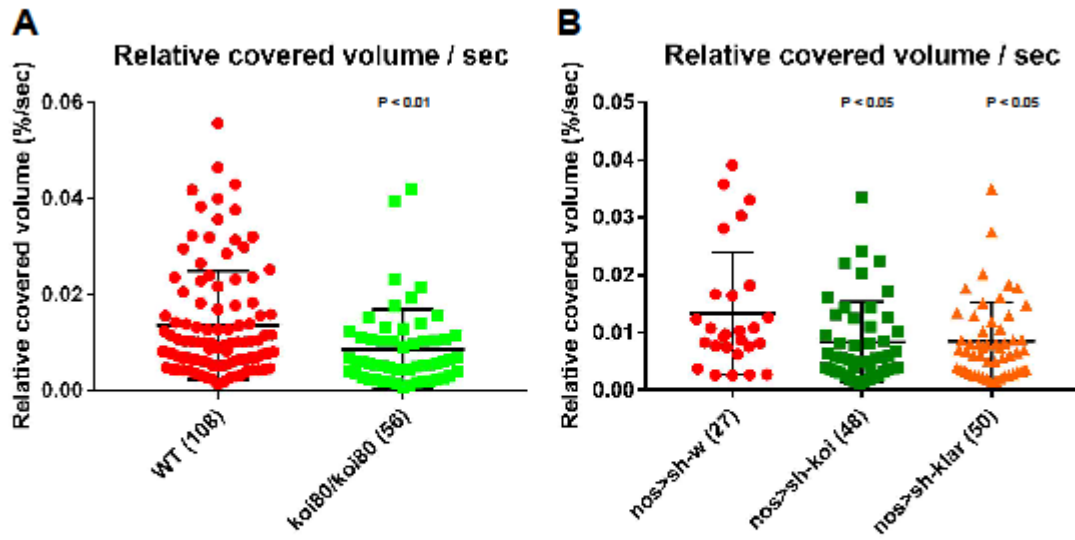 A
Relative covered volume / sec
P < 0.01
Relative covered volume (%/sec)
0.06
0.04
0.02
0.00
WT (108)
koi80/koi80 (56)
B
Relative covered volume / sec
P < 0.05
P < 0.05
Relative covered volume (%/sec)
0.05
0.04
0.03
0.02
0.01
0.00
nos>sh-w (27)
nos>sh-koi (48)
nos>sh-klar (50)